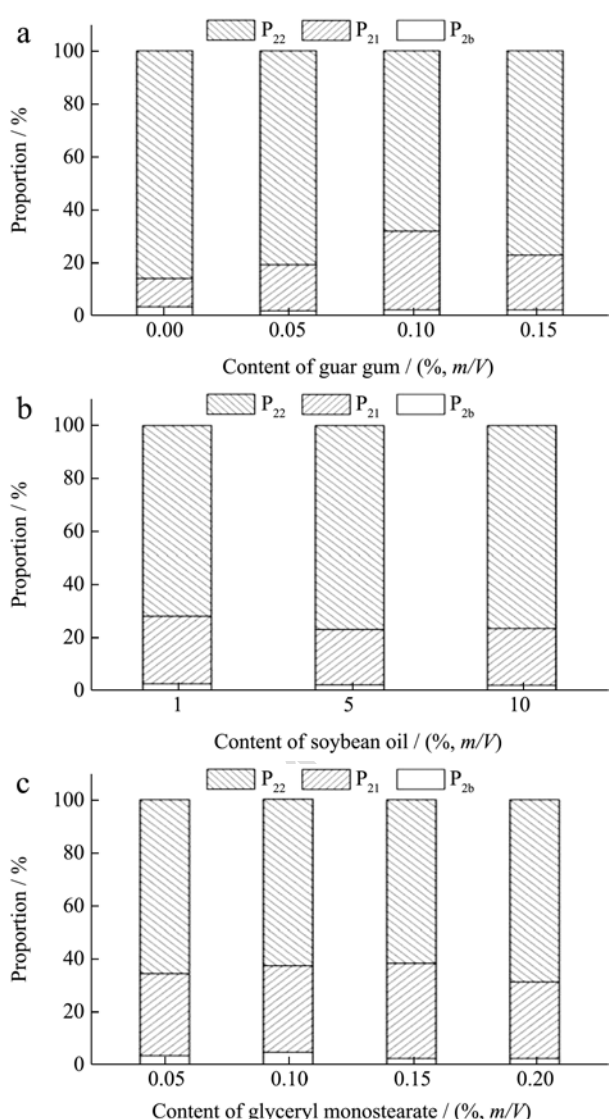 a
P22 P21 P2b
100
80
60
40
20
0
Proportion / %
0.00 0.05 0.10 0.15
Content of guar gum / (%, m/V)
b
P22 P21 P2b
100
80
60
40
20
0
Proportion / %
1 5 10
Content of soybean oil / (%, m/V)
c
P22 P21 P2b
100
80
60
40
20
0
Proportion / %
0.05 0.10 0.15 0.20
Content of glyceryl monostearate / (%, m/V)